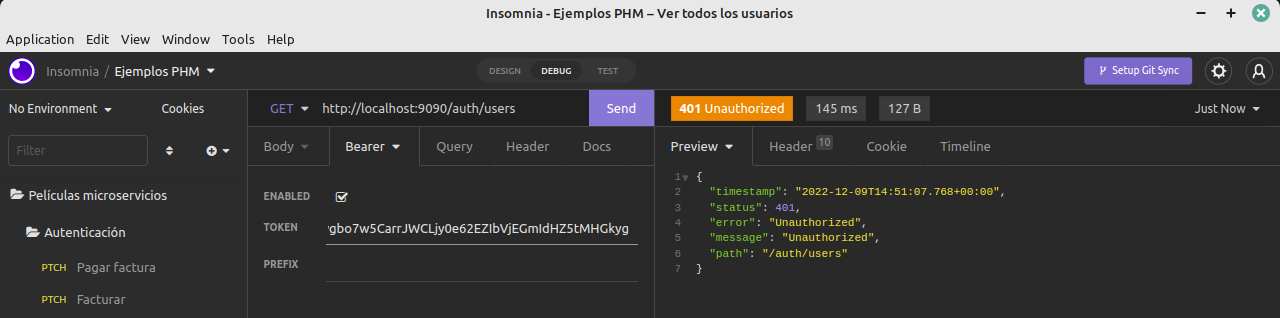 Insomnia - Ejemplos PHM – Ver todos los usuarios
Application Edit View Window Tools Help
Insomnia / Ejemplos PHM DESIGN DEBUG TEST Setup Git Sync
No Environment Cookies GET http://localhost:9090/auth/users Send 401 Unauthorized 145 ms 127 B Just Now
Filter Body Bearer Query Header Docs Preview Header 10 Cookie Timeline
Películas microservicios
Autenticación
PTCH Pagar factura
PTCH Facturar
ENABLED
TOKEN gbo7w5CarrJWCLjy0e62EZIbVjEGmIdHZ5tMHGkyg
PREFIX
1 {
2 "timestamp": "2022-12-09T14:51:07.768+00:00",
3 "status": 401,
4 "error": "Unauthorized",
5 "message": "Unauthorized",
6 "path": "/auth/users"
7 }